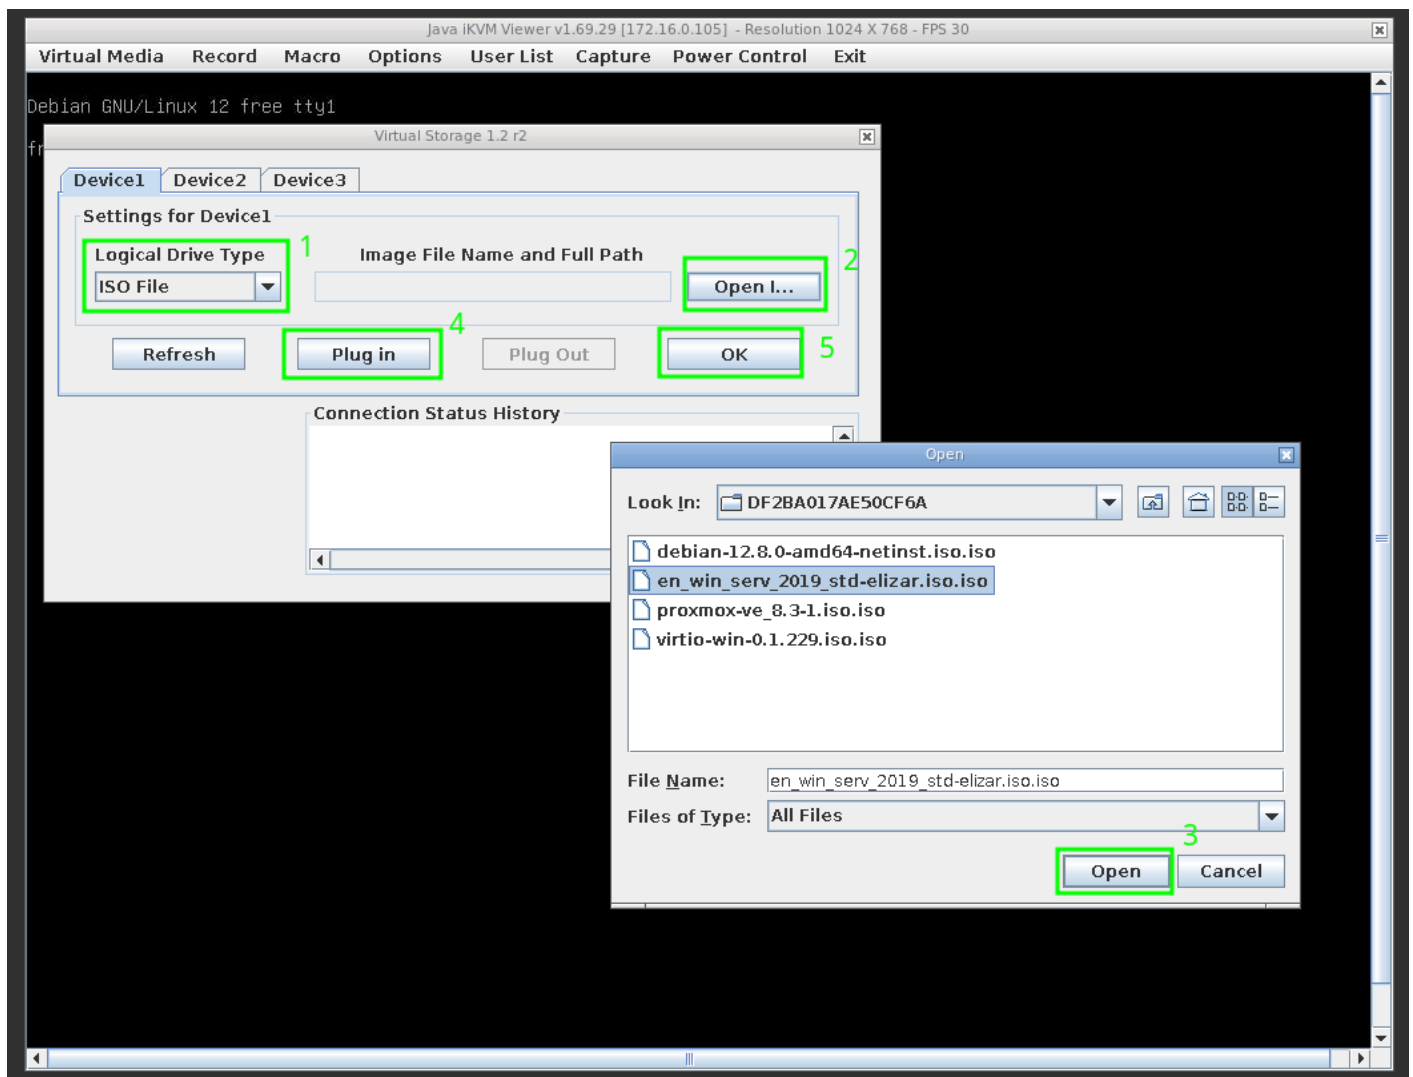 Java iKVM Viewer v1.69.29 [172.16.0.105] - Resolution 1024 X 768 - FPS 30
Virtual Media Record Macro Options User List Capture Power Control Exit
Debian GNU/Linux 12 free tty1
fr
Virtual Storage 1.2 r2
Device1 Device2 Device3
Settings for Device1
Logical Drive Type 1 Image File Name and Full Path 2
ISO File Open I...
4
Refresh Plug in Plug Out OK 5
Connection Status History
Open
Look In: DF2BA017AE50CF6A
debian-12.8.0-amd64-netinst.iso.iso
en_win_serv_2019_std-elizar.iso.iso
proxmox-ve_8.3-1.iso.iso
virtio-win-0.1.229.iso.iso
File Name: en_win_serv_2019_std-elizar.iso.iso
Files of Type: All Files
3
Open Cancel